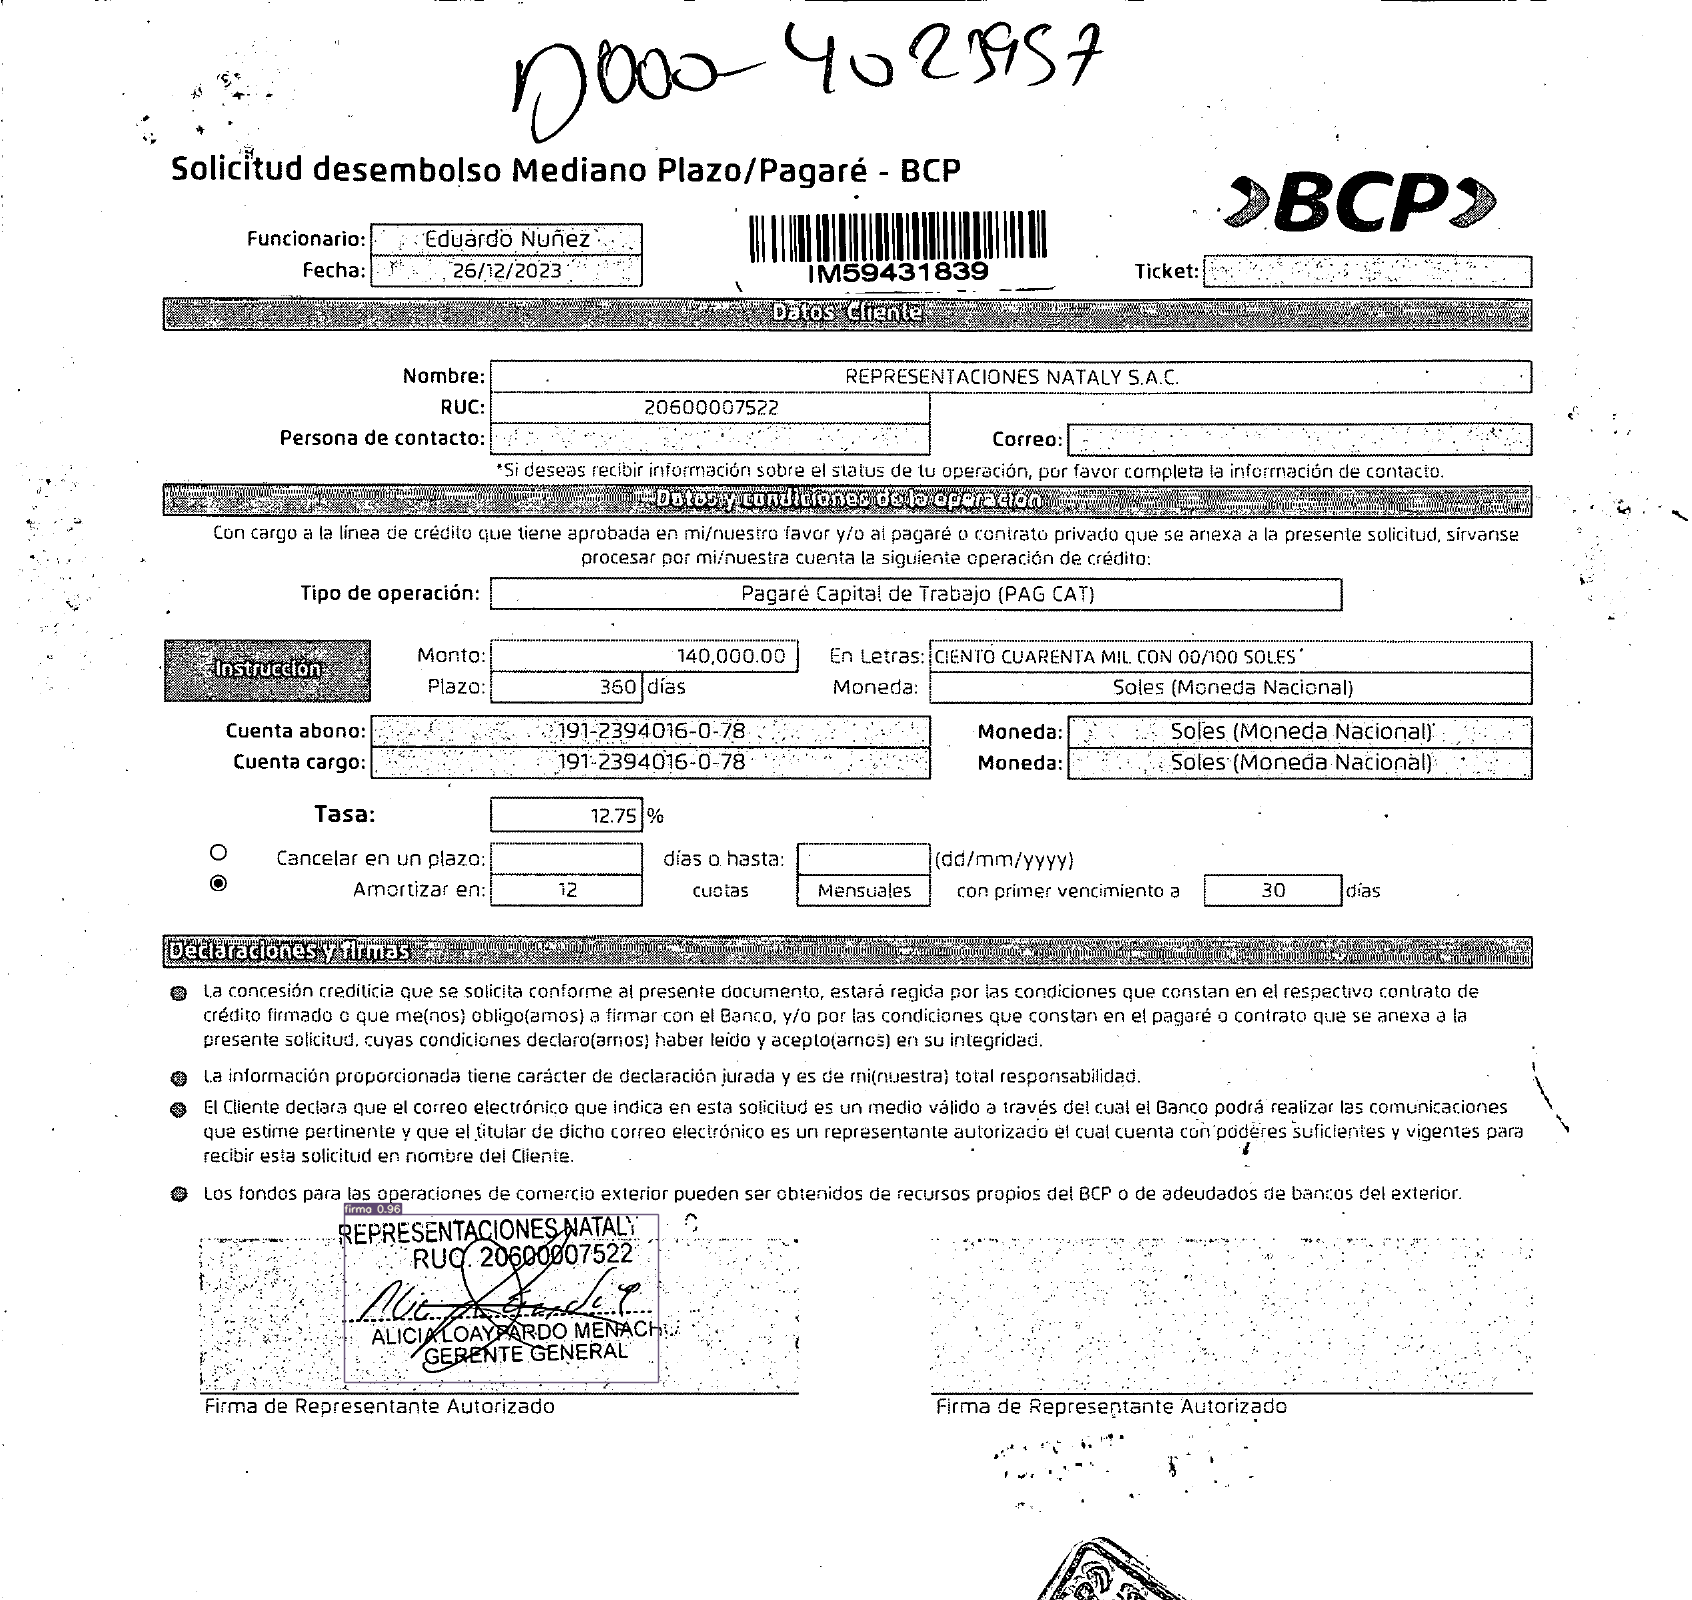 D000-4023957
Solicitud desembolso Mediano Plazo/Pagaré - BCP
BCP
Funcionario: Eduardo Nuñez
Fecha: 26/12/2023
IM59431839
Ticket:
Datos Cliente
Nombre: REPRESENTACIONES NATALY S.A.C.
RUC: 20600007522
Persona de contacto:
Correo:
*Si deseas recibir información sobre el status de tu operación, por favor completa la información de contacto.
Datos y condiciones de la operación
Con cargo a la línea de crédito que tiene aprobada en mi/nuestro favor y/o al pagaré o contrato privado que se anexa a la presente solicitud, sírvanse
procesar por mi/nuestra cuenta la siguiente operación de crédito:
Tipo de operación: Pagaré Capital de Trabajo (PAG CAT)
Instrucción
Monto: 140,000.00 En Letras: CIENTO CUARENTA MIL CON 00/100 SOLES
Plazo: 360 días Moneda: Soles (Moneda Nacional)
Cuenta abono: 191-2394016-0-78 Moneda: Soles (Moneda Nacional)
Cuenta cargo: 191-2394016-0-78 Moneda: Soles (Moneda Nacional)
Tasa: 12.75 %
Cancelar en un plazo: días o hasta: (dd/mm/yyyy)
Amortizar en: 12 cuotas Mensuales con primer vencimiento a 30 días
Declaraciones y firmas
La concesión crediticia que se solicita conforme al presente documento, estará regida por las condiciones que constan en el respectivo contrato de
crédito firmado o que me(nos) obligo(amos) a firmar con el Banco, y/o por las condiciones que constan en el pagaré o contrato que se anexa a la
presente solicitud, cuyas condiciones declaro(amos) haber leído y acepto(amos) en su integridad.
La información proporcionada tiene carácter de declaración jurada y es de mi(nuestra) total responsabilidad.
El Cliente declara que el correo electrónico que indica en esta solicitud es un medio válido a través del cual el Banco podrá realizar las comunicaciones
que estime pertinente y que el titular de dicho correo electrónico es un representante autorizado el cual cuenta con poderes suficientes y vigentes para
recibir esta solicitud en nombre del Cliente.
Los fondos para las operaciones de comercio exterior pueden ser obtenidos de recursos propios del BCP o de adeudados de bancos del exterior.
firma 0.96
REPRESENTACIONES NATALY
RUC. 20600007522
ALICIA LOAYPARDO MENACHO
GERENTE GENERAL
Firma de Representante Autorizado
Firma de Representante Autorizado